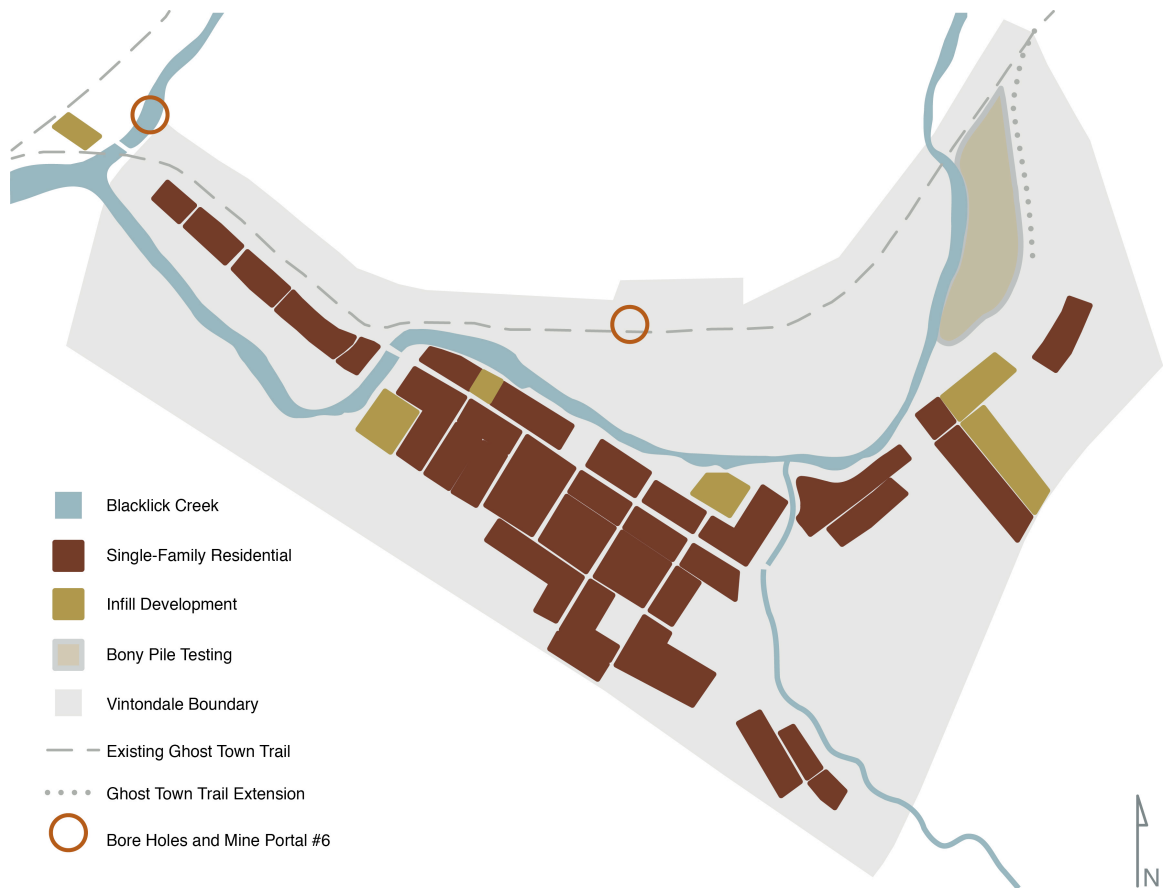 Blacklick Creek
Single-Family Residential
Infill Development
Bony Pile Testing
Vintondale Boundary
Existing Ghost Town Trail
Ghost Town Trail Extension
Bore Holes and Mine Portal #6
N